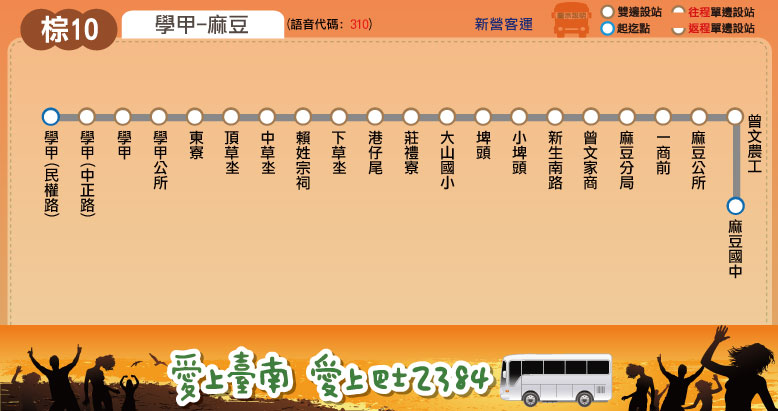 棕10
學甲-麻豆
(語音代碼: 310)
新營客運
雙邊設站
起迄點
往程單邊設站
返程單邊設站
學甲(民權路)
學甲(中正路)
學甲
學甲公所
東寮
頂草坔
中草坔
賴姓宗祠
下草坔
港仔尾
莊禮寮
大山國小
埤頭
小埤頭
新生南路
曾文家商
麻豆分局
一商前
麻豆公所
曾文農工
麻豆國中
愛上臺南 愛上巴士2384